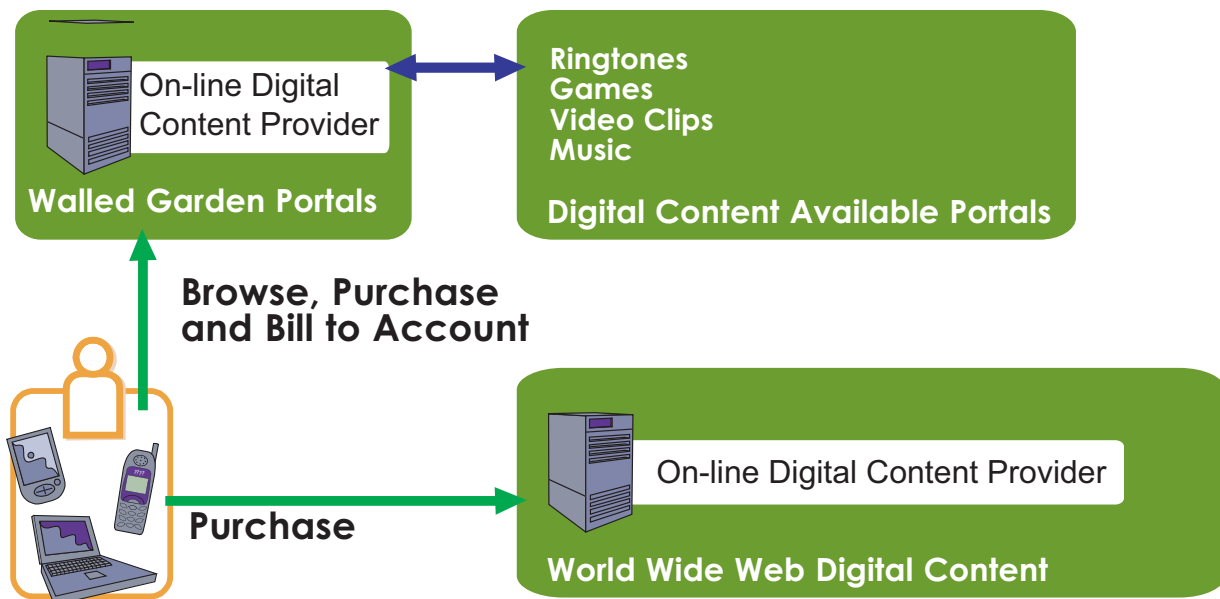 On-line Digital
Content Provider
Walled Garden Portals
Ringtones
Games
Video Clips
Music
Digital Content Available Portals
Browse, Purchase
and Bill to Account
????
Purchase
On-line Digital Content Provider
World Wide Web Digital Content